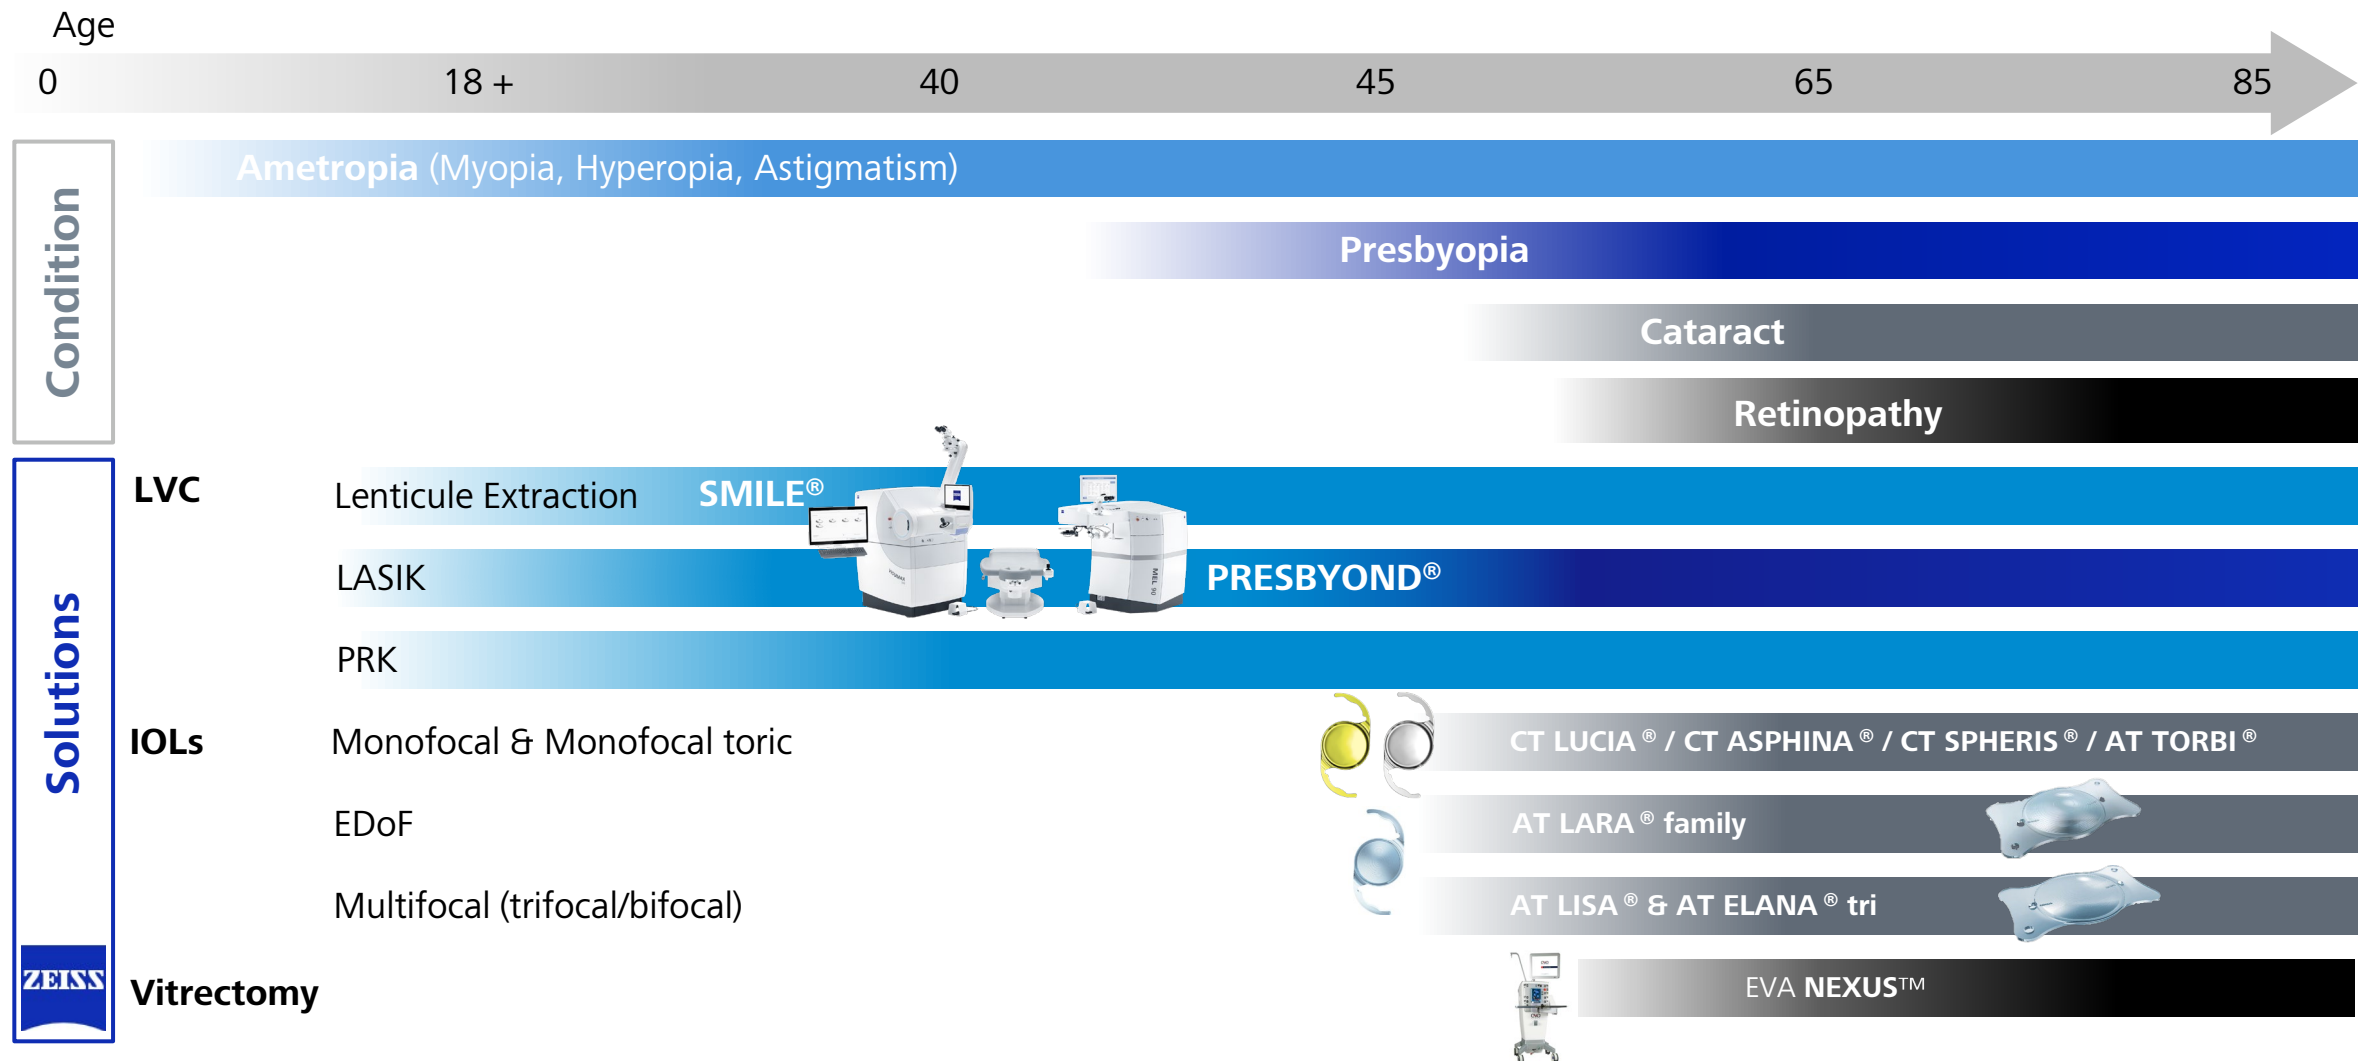 Age
0 18 + 40 45 65 85
Condition
Ametropia (Myopia, Hyperopia, Astigmatism)
Presbyopia
Cataract
Retinopathy
Solutions
LVC
Lenticule Extraction SMILE®
LASIK PRESBYOND®
MEL 90
PRK
IOLs
Monofocal & Monofocal toric CT LUCIA® / CT ASPHINA® / CT SPHERIS® / AT TORBI®
EDoF AT LARA® family
Multifocal (trifocal/bifocal) AT LISA® & AT ELANA® tri
ZEISS
Vitrectomy EVA NEXUS™